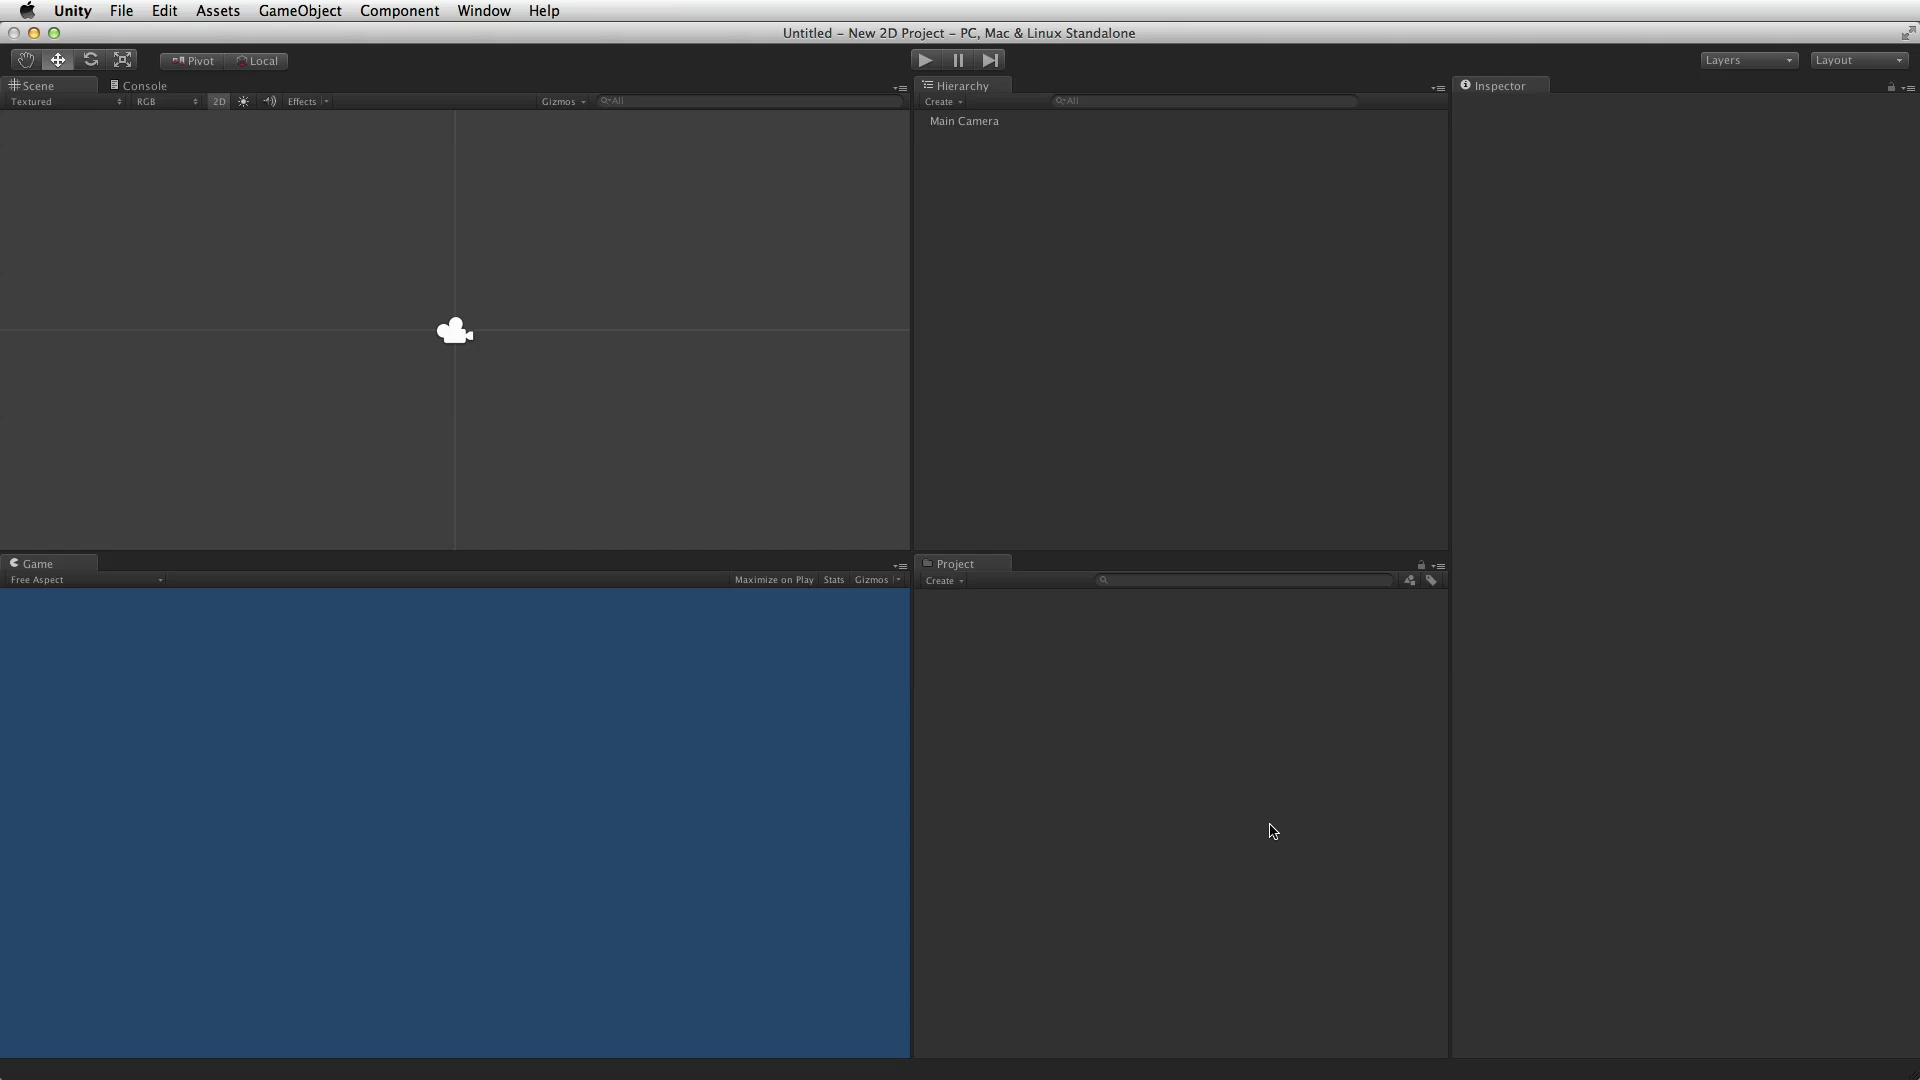 Unity File Edit Assets GameObject Component Window Help
Untitled - New 2D Project - PC, Mac & Linux Standalone
Pivot Local Layers Layout
Scene Console
Textured RGB 2D Effects Gizmos All
Hierarchy
Create All
Main Camera
Inspector
Game
Free Aspect Maximize on Play Stats Gizmos
Project
Create